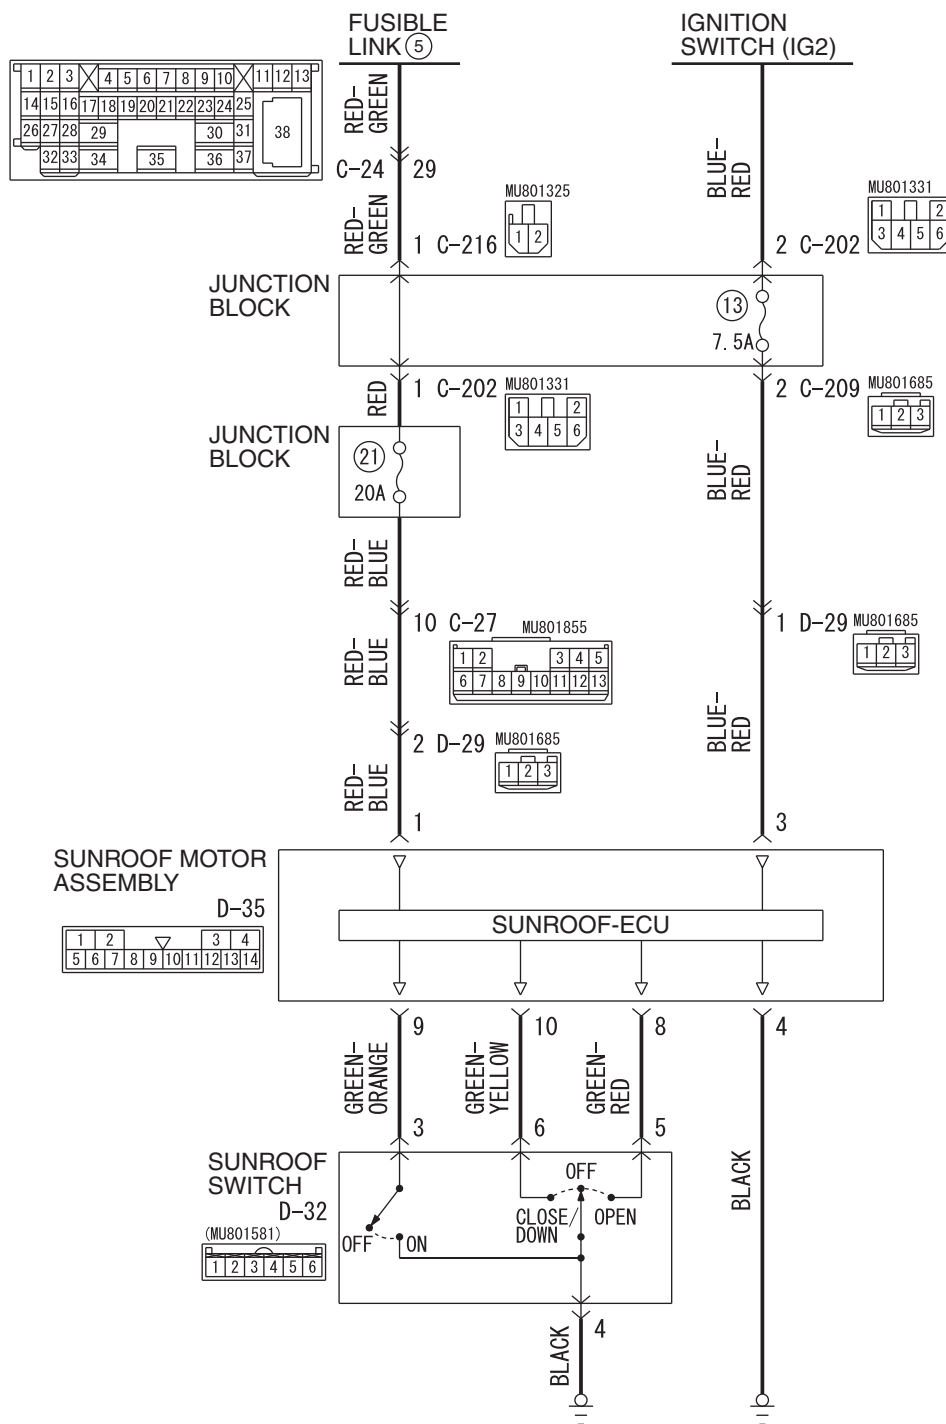 FUSIBLE
LINK ⑤
IGNITION
SWITCH (IG2)
1 2 3 4 5 6 7 8 9 10 11 12 13
14 15 16 17 18 19 20 21 22 23 24 25
26 27 28 29 30 31 38
32 33 34 35 36 37
RED-
GREEN
BLUE-
RED
C-24 29
RED-
GREEN
MU801325
1 2
1 C-216
MU801331
1 2
3 4 5 6
2 C-202
JUNCTION
BLOCK
⑬
7.5A
RED
1 C-202
MU801331
1 2
3 4 5 6
2 C-209
MU801685
1 2 3
JUNCTION
BLOCK
㉑
20A
BLUE-
RED
RED-
BLUE
10 C-27
MU801855
1 2 3 4 5
6 7 8 9 10 11 12 13
1 D-29
MU801685
1 2 3
RED-
BLUE
BLUE-
RED
2 D-29
MU801685
1 2 3
RED-
BLUE
1
3
SUNROOF MOTOR
ASSEMBLY
D-35
1 2 3 4
5 6 7 8 9 10 11 12 13 14
SUNROOF-ECU
9 10 8 4
GREEN-
ORANGE
GREEN-
YELLOW
GREEN-
RED
BLACK
3 6 5
SUNROOF
SWITCH
D-32
(MU801581)
1 2 3 4 5 6
OFF ON
OFF
CLOSE/
DOWN
OPEN
4
BLACK